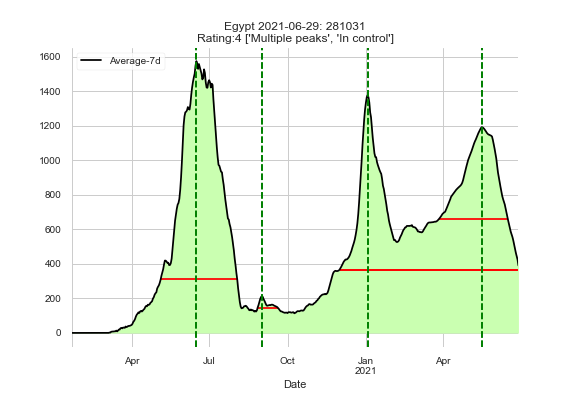 Egypt 2021-06-29: 281031
Rating:4 ['Multiple peaks', 'In control']
Average-7d
1600
1400
1200
1000
800
600
400
200
0
Apr Jul Oct Jan Apr
2021
Date